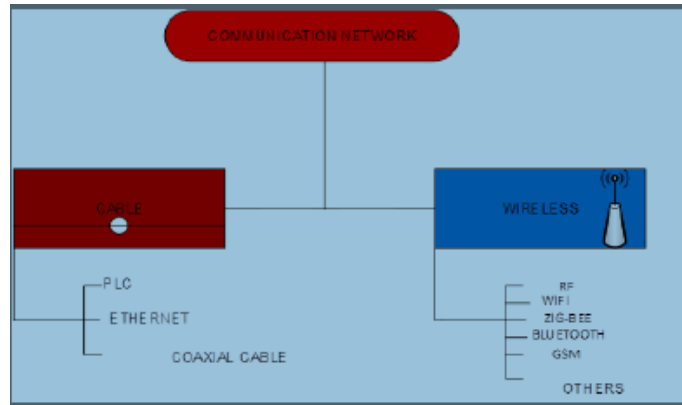 COMMUNICATION NETWORK
CABLE
WIRELESS
PLC
ETHERNET
COAXIAL CABLE
RF
WIFI
ZIG-BEE
BLUETOOTH
GSM
OTHERS